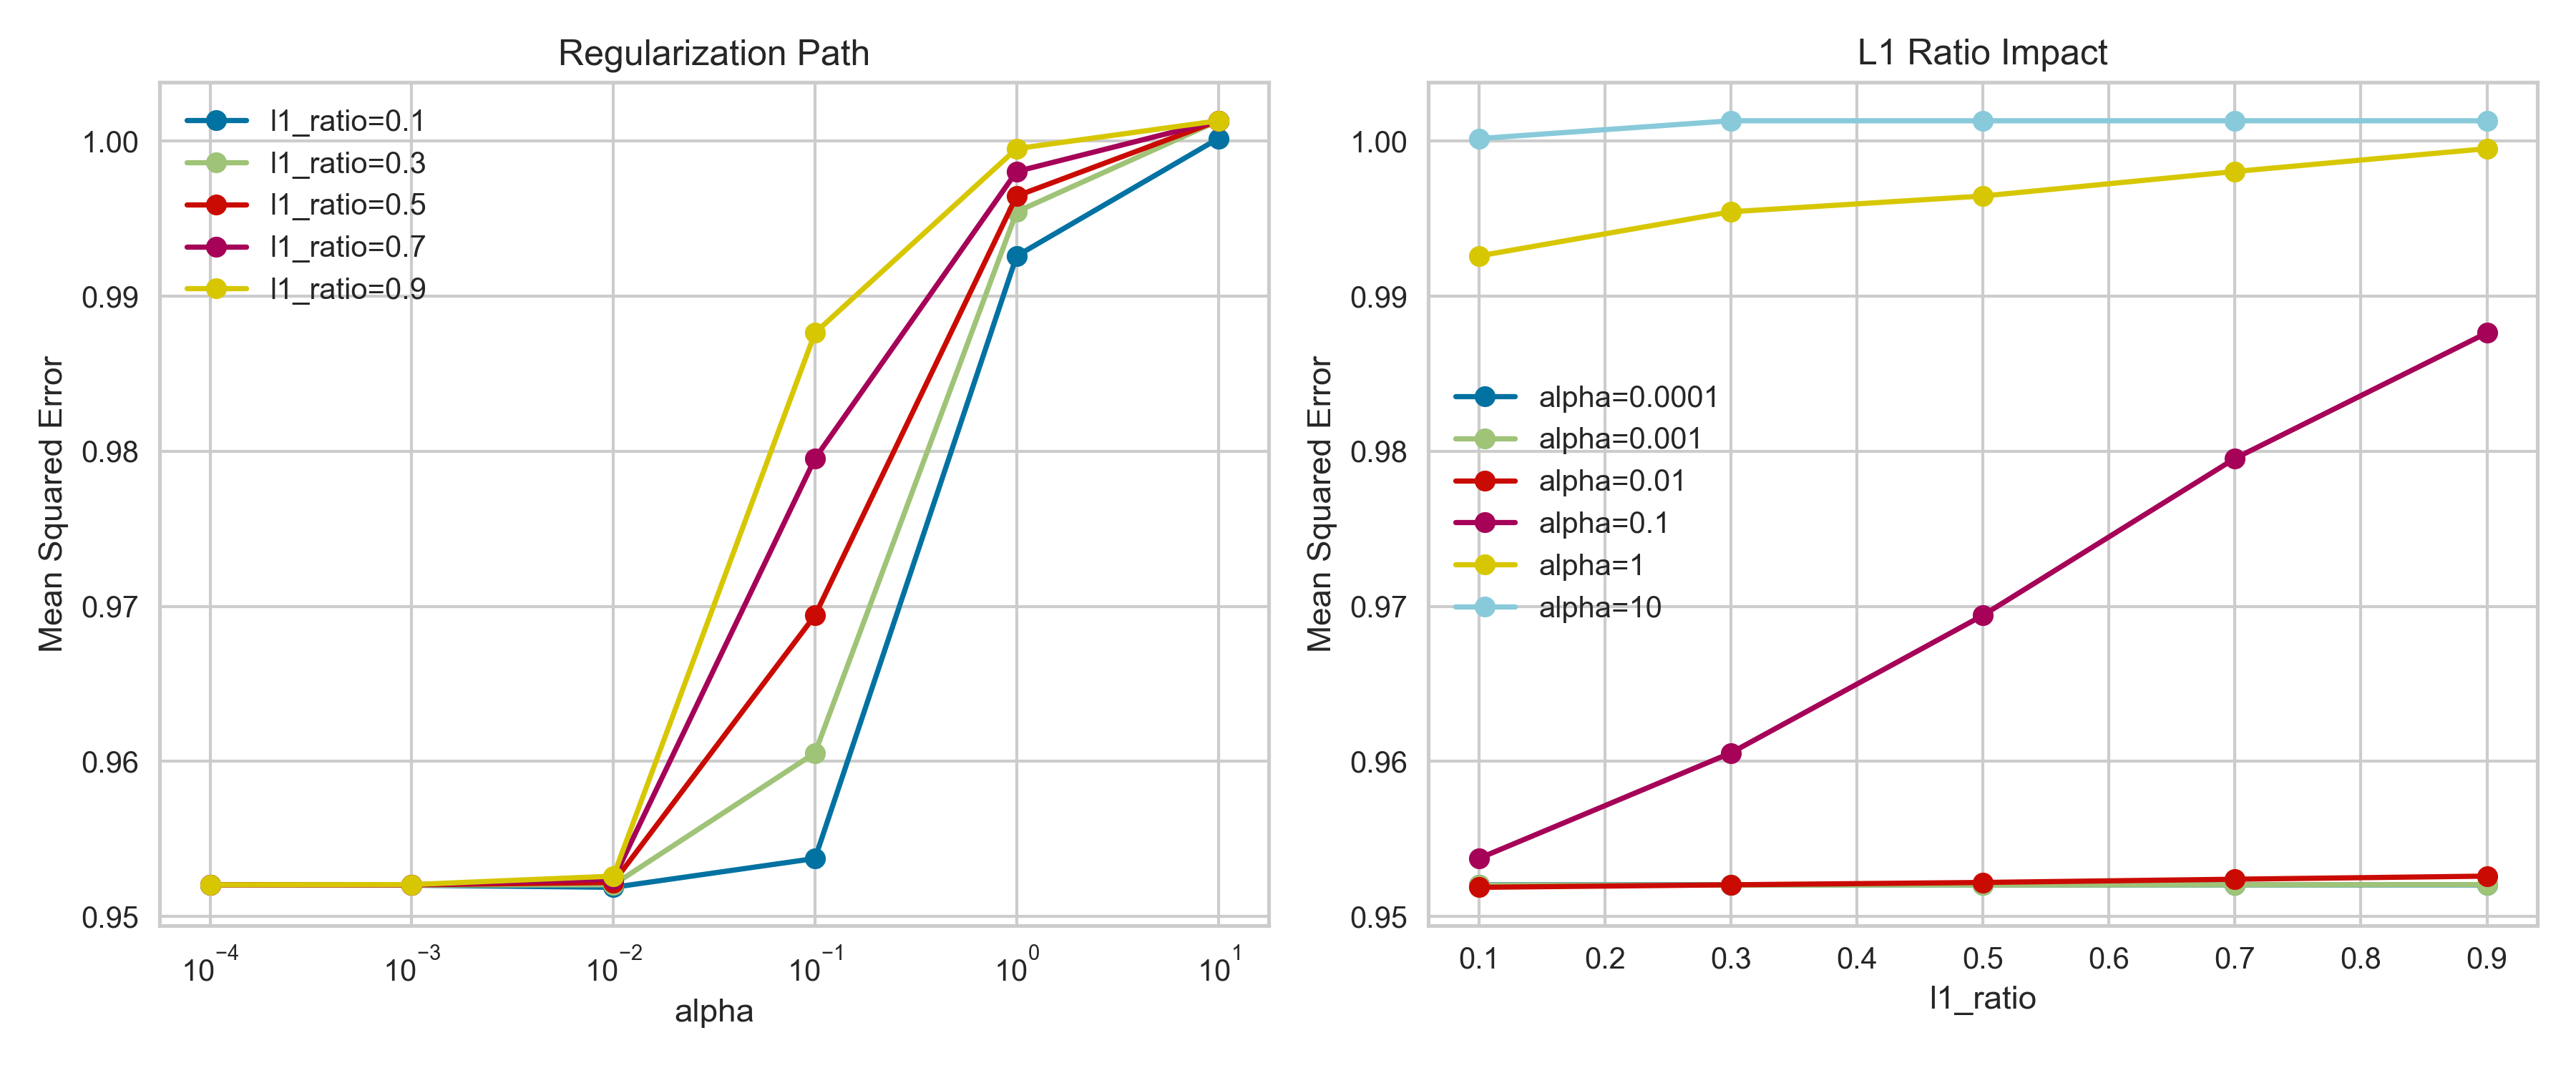 Regularization Path
l1_ratio=0.1
l1_ratio=0.3
l1_ratio=0.5
l1_ratio=0.7
l1_ratio=0.9
1.00
0.99
0.98
0.97
0.96
0.95
Mean Squared Error
10⁻⁴ 10⁻³ 10⁻² 10⁻¹ 10⁰ 10¹
alpha
L1 Ratio Impact
alpha=0.0001
alpha=0.001
alpha=0.01
alpha=0.1
alpha=1
alpha=10
1.00
0.99
0.98
0.97
0.96
0.95
Mean Squared Error
0.1 0.2 0.3 0.4 0.5 0.6 0.7 0.8 0.9
l1_ratio